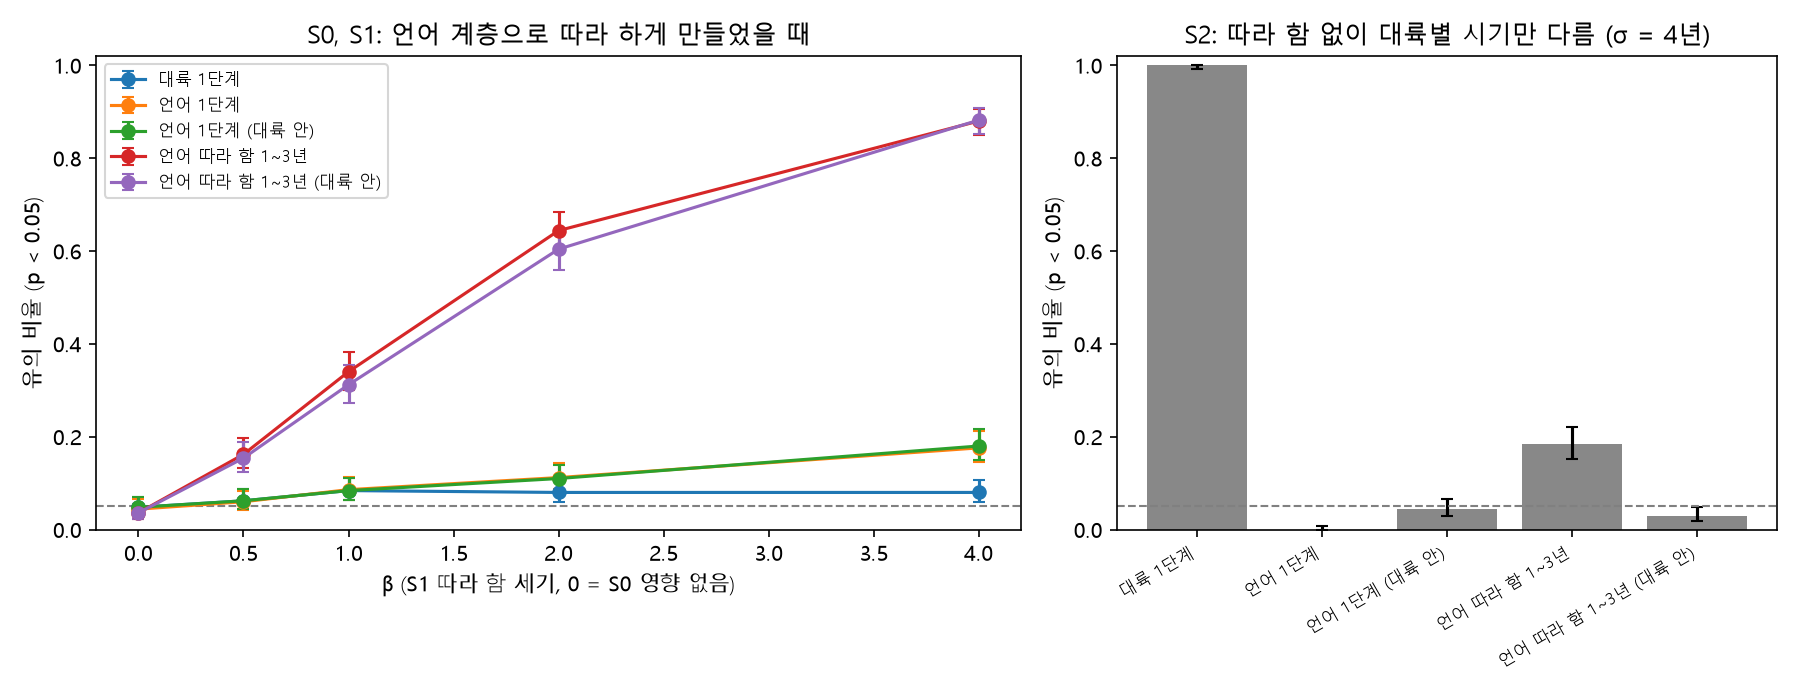 S0, S1: 언어 계층으로 따라 하게 만들었을 때
1.0
0.8
0.6
0.4
0.2
0.0
유의 비율 (p < 0.05)
대륙 1단계
언어 1단계
언어 1단계 (대륙 안)
언어 따라 함 1~3년
언어 따라 함 1~3년 (대륙 안)
0.0 0.5 1.0 1.5 2.0 2.5 3.0 3.5 4.0
β (S1 따라 함 세기, 0 = S0 영향 없음)
S2: 따라 함 없이 대륙별 시기만 다름 (σ = 4년)
1.0
0.8
0.6
0.4
0.2
0.0
유의 비율 (p < 0.05)
대륙 1단계
언어 1단계
언어 1단계 (대륙 안)
언어 따라 함 1~3년
언어 따라 함 1~3년 (대륙 안)